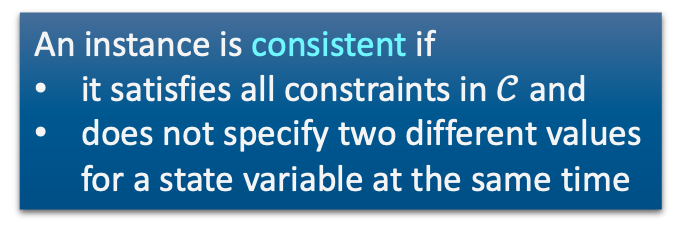 An instance is consistent if
• it satisfies all constraints in 𝒞 and
• does not specify two different values
for a state variable at the same time